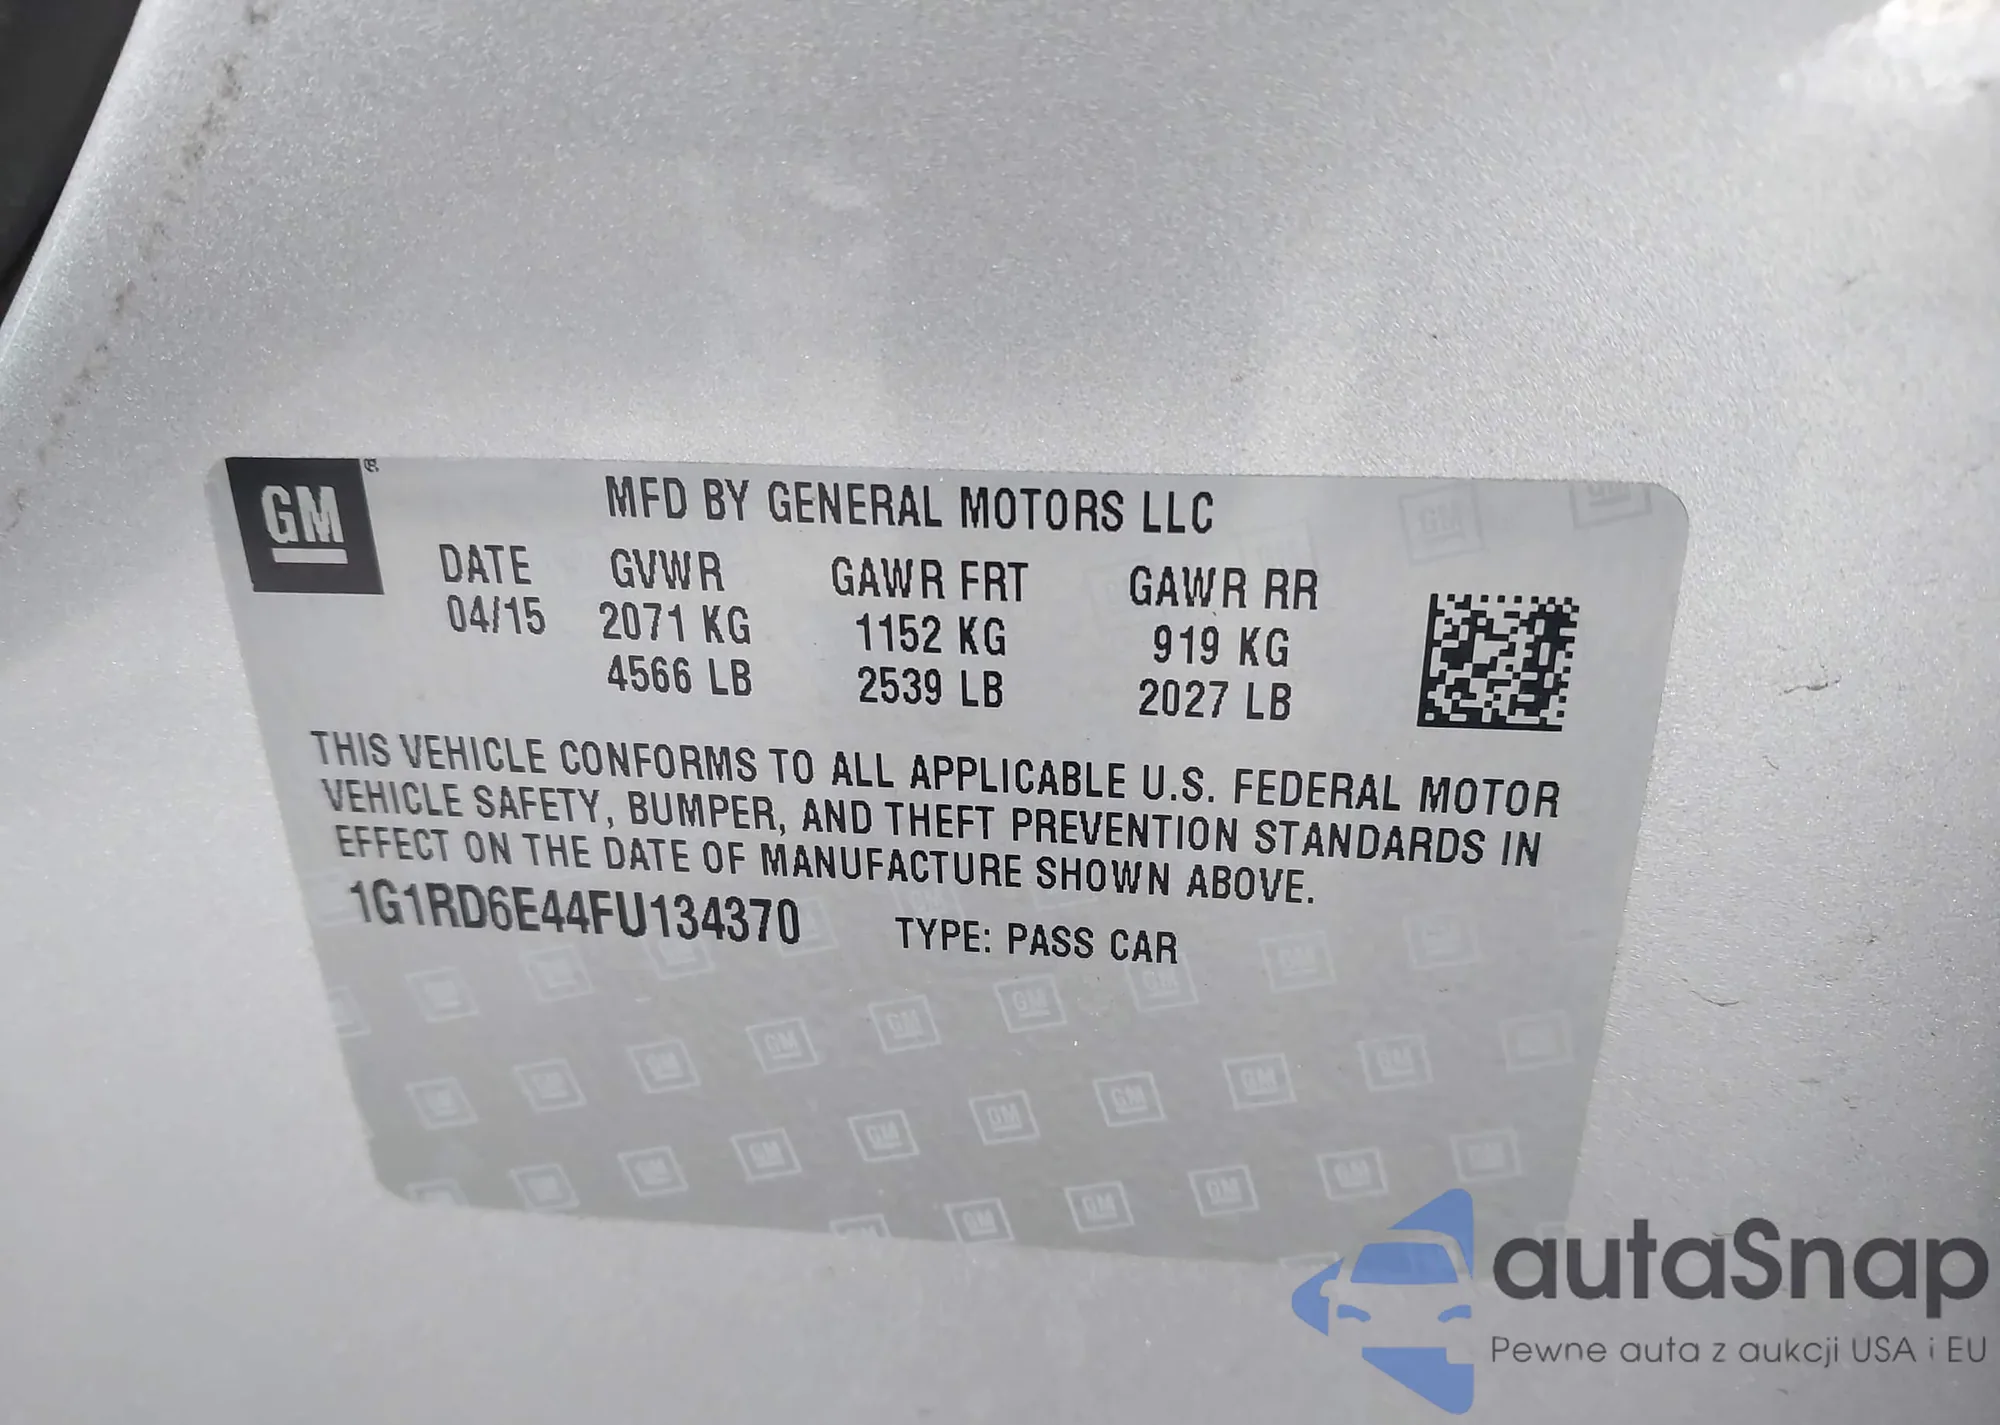 GM®
MFD BY GENERAL MOTORS LLC
DATE GVWR GAWR FRT GAWR RR
04/15 2071 KG 1152 KG 919 KG
4566 LB 2539 LB 2027 LB
THIS VEHICLE CONFORMS TO ALL APPLICABLE U.S. FEDERAL MOTOR
VEHICLE SAFETY, BUMPER, AND THEFT PREVENTION STANDARDS IN
EFFECT ON THE DATE OF MANUFACTURE SHOWN ABOVE.
1G1RD6E44FU134370 TYPE: PASS CAR
autaSnap
Pewne auta z aukcji USA i EU